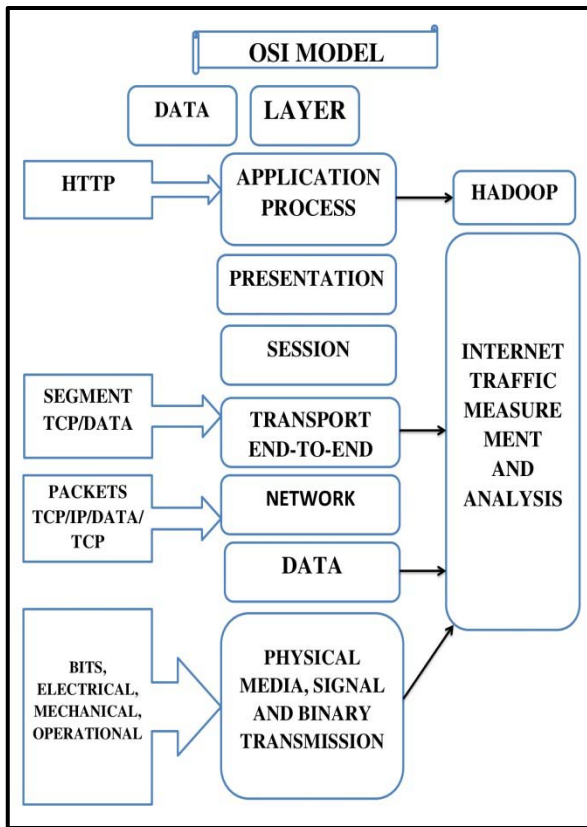 OSI MODEL
DATA
LAYER
HTTP
APPLICATION
PROCESS
HADOOP
PRESENTATION
SESSION
SEGMENT
TCP/DATA
TRANSPORT
END-TO-END
PACKETS
TCP/IP/DATA/
TCP
NETWORK
DATA
INTERNET
TRAFFIC
MEASURE
MENT
AND
ANALYSIS
BITS,
ELECTRICAL,
MECHANICAL,
OPERATIONAL
PHYSICAL
MEDIA, SIGNAL
AND BINARY
TRANSMISSION